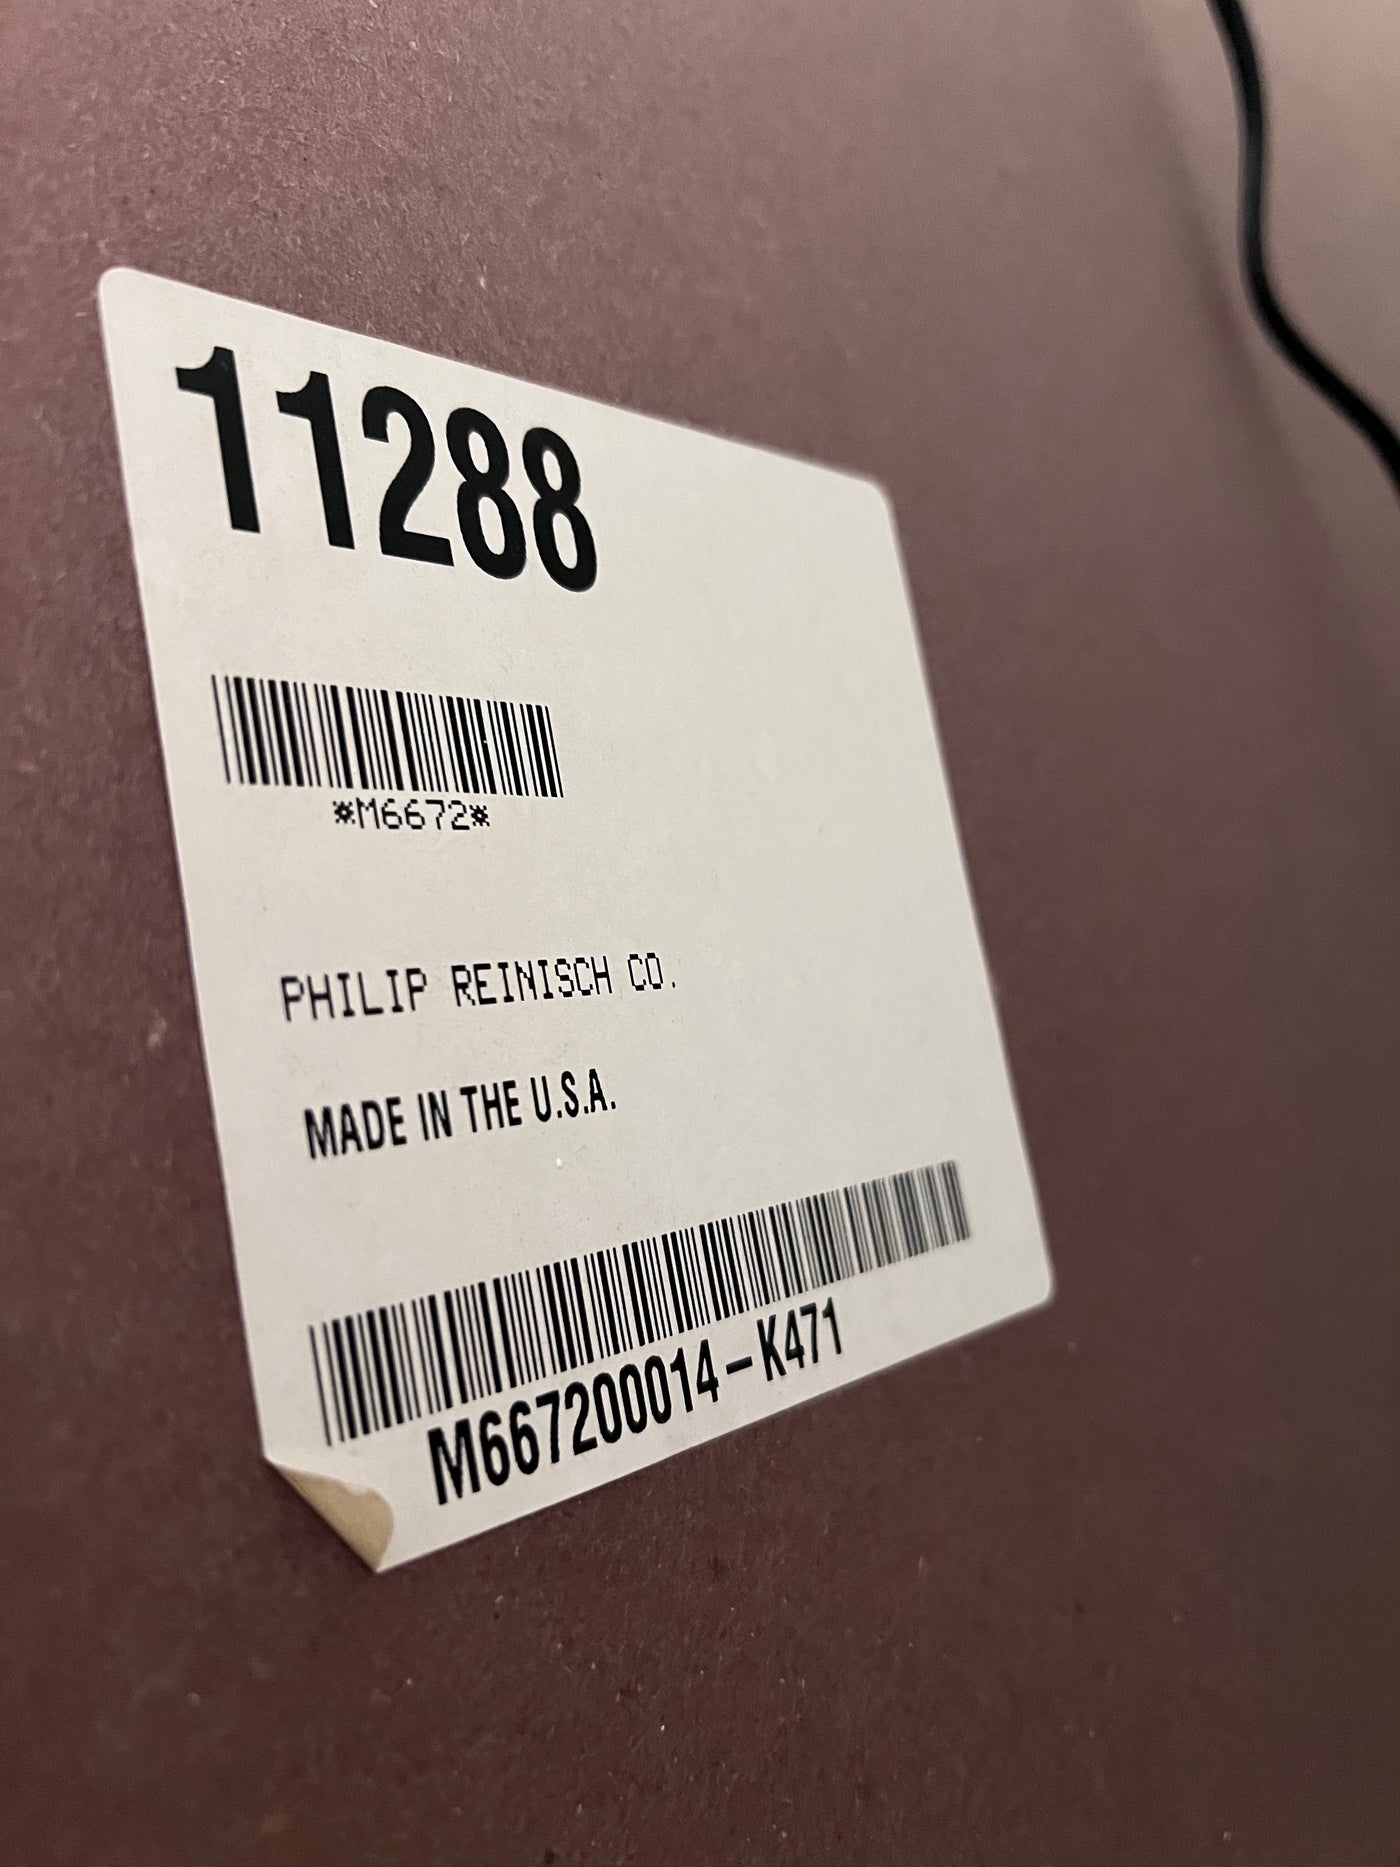 11288
*M6672*
PHILIP REINISCH CO.
MADE IN THE U.S.A.
M667200014-K471